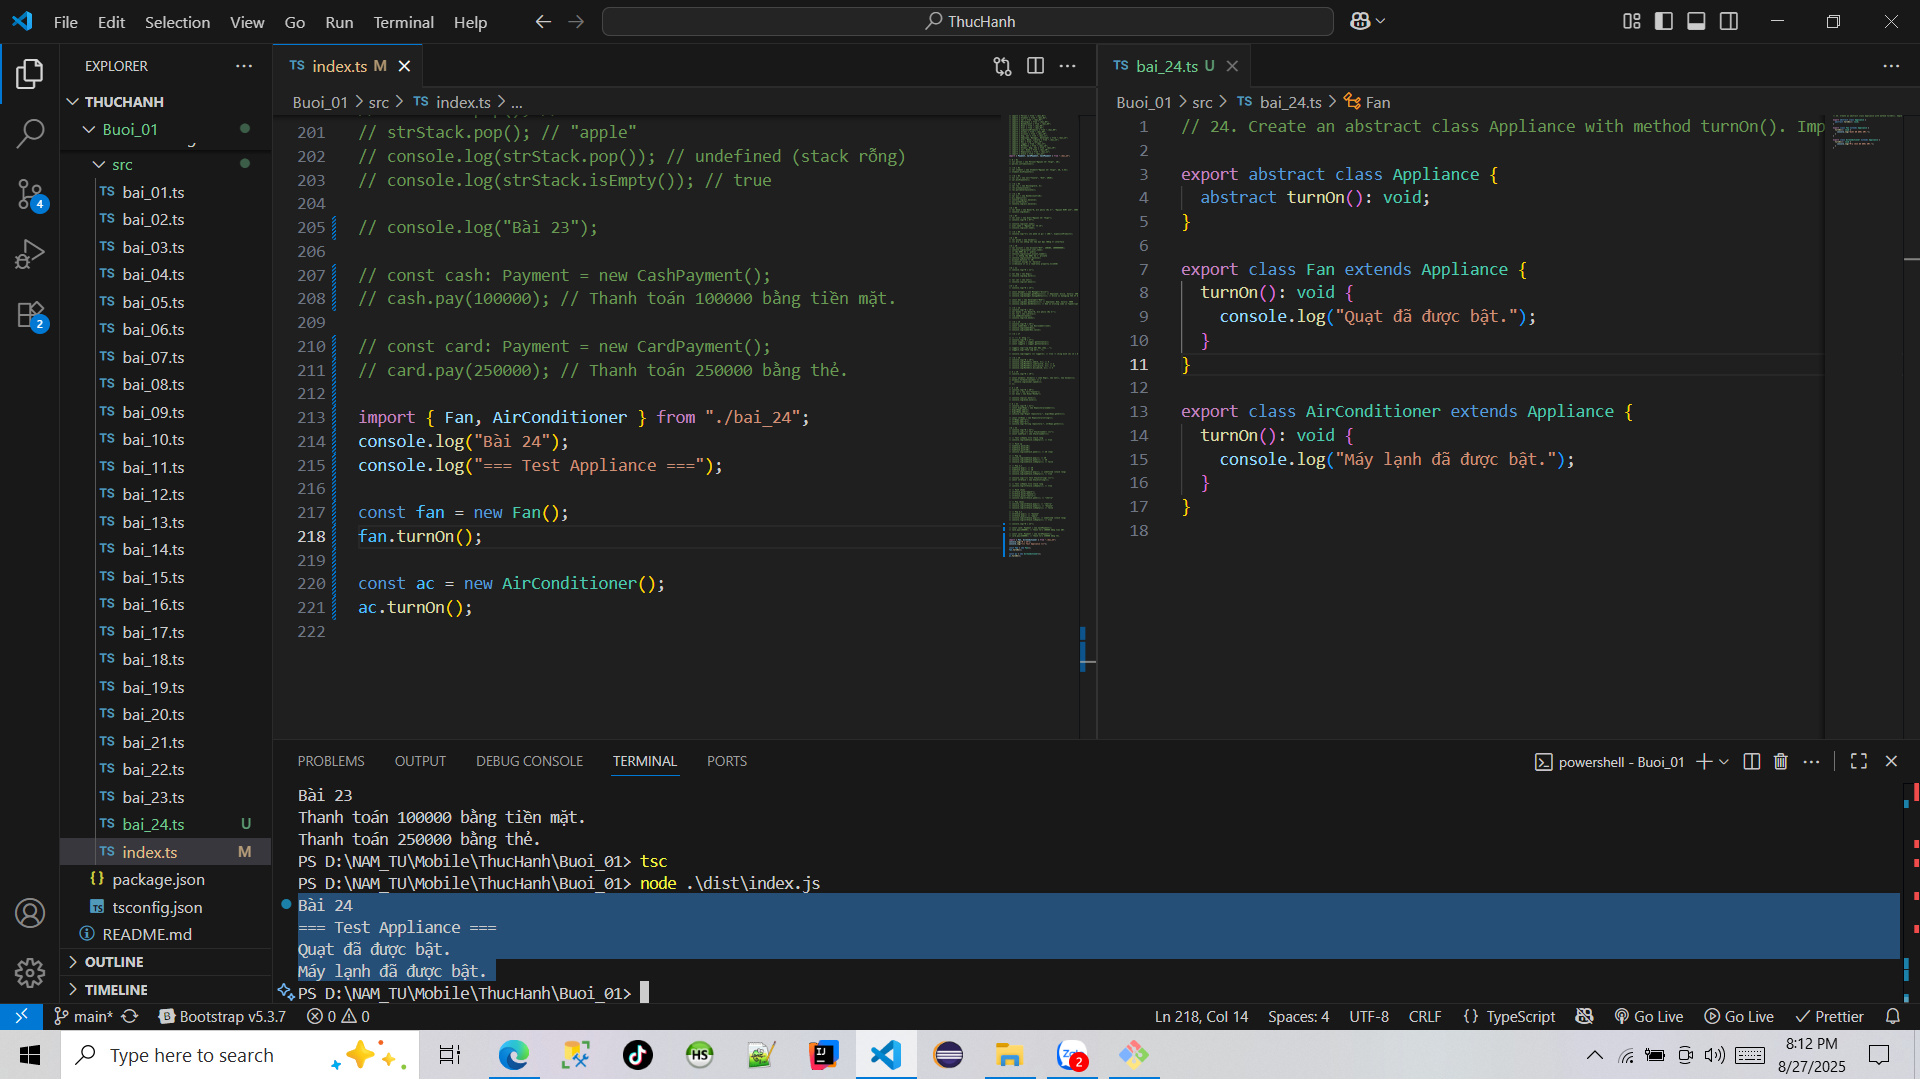 File Edit Selection View Go Run Terminal Help
ThucHanh
EXPLORER
THUCHANH
Buoi_01
src
TS bai_01.ts
TS bai_02.ts
TS bai_03.ts
TS bai_04.ts
TS bai_05.ts
TS bai_06.ts
TS bai_07.ts
TS bai_08.ts
TS bai_09.ts
TS bai_10.ts
TS bai_11.ts
TS bai_12.ts
TS bai_13.ts
TS bai_14.ts
TS bai_15.ts
TS bai_16.ts
TS bai_17.ts
TS bai_18.ts
TS bai_19.ts
TS bai_20.ts
TS bai_21.ts
TS bai_22.ts
TS bai_23.ts
TS bai_24.ts U
TS index.ts M
{} package.json
TS tsconfig.json
README.md
OUTLINE
TIMELINE
4
2
TS index.ts M
Buoi_01 > src > TS index.ts > ...
201 // strStack.pop(); // "apple"
202 // console.log(strStack.pop()); // undefined (stack rỗng)
203 // console.log(strStack.isEmpty()); // true
204
205 // console.log("Bài 23");
206
207 // const cash: Payment = new CashPayment();
208 // cash.pay(100000); // Thanh toán 100000 bằng tiền mặt.
209
210 // const card: Payment = new CardPayment();
211 // card.pay(250000); // Thanh toán 250000 bằng thẻ.
212
213 import { Fan, AirConditioner } from "./bai_24";
214 console.log("Bài 24");
215 console.log("=== Test Appliance ===");
216
217 const fan = new Fan();
218 fan.turnOn();
219
220 const ac = new AirConditioner();
221 ac.turnOn();
222
TS bai_24.ts U
Buoi_01 > src > TS bai_24.ts > Fan
1 // 24. Create an abstract class Appliance with method turnOn(). Imp
2
3 export abstract class Appliance {
4 abstract turnOn(): void;
5 }
6
7 export class Fan extends Appliance {
8 turnOn(): void {
9 console.log("Quạt đã được bật.");
10 }
11 }
12
13 export class AirConditioner extends Appliance {
14 turnOn(): void {
15 console.log("Máy lạnh đã được bật.");
16 }
17 }
18
PROBLEMS OUTPUT DEBUG CONSOLE TERMINAL PORTS
powershell - Buoi_01
Bài 23
Thanh toán 100000 bằng tiền mặt.
Thanh toán 250000 bằng thẻ.
PS D:\NAM_TU\Mobile\ThucHanh\Buoi_01> tsc
PS D:\NAM_TU\Mobile\ThucHanh\Buoi_01> node .\dist\index.js
Bài 24
=== Test Appliance ===
Quạt đã được bật.
Máy lạnh đã được bật.
PS D:\NAM_TU\Mobile\ThucHanh\Buoi_01>
main* Bootstrap v5.3.7 0 0
Ln 218, Col 14 Spaces: 4 UTF-8 CRLF {} TypeScript Go Live Go Live Prettier
Type here to search
HS
IJ
Zalo
2
8:12 PM
8/27/2025